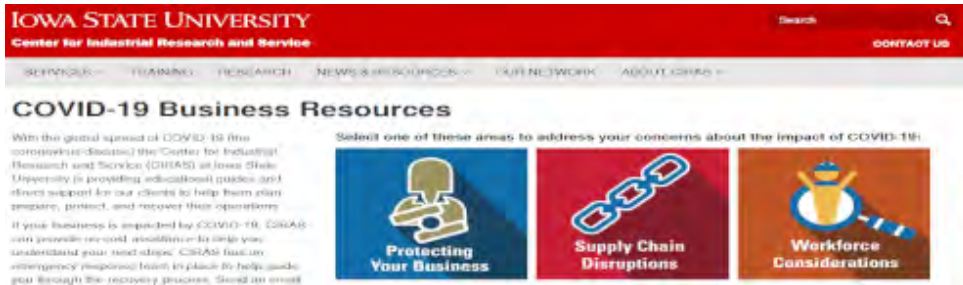 IOWA STATE UNIVERSITY
Search
Center for Industrial Research and Service
CONTACT US
SERVICES
TRAINING
RESEARCH
NEWS & RESOURCES
OUR NETWORK
ABOUT CIRAS
COVID-19 Business Resources
With the global spread of COVID-19 (the
coronavirus disease) the Center for Industrial
Research and Service (CIRAS) at Iowa State
University is providing educational guides and
direct support for our clients to help them plan
prepare, protect, and recover their operations
If your business is impacted by COVID-19, CIRAS
can provide no-cost assistance to help you
understand your next steps. CIRAS has an
emergency response team in place to help guide
you through the recovery process. Send an email
Select one of these areas to address your concerns about the impact of COVID-19:
Protecting
Your Business
Supply Chain
Disruptions
Workforce
Considerations